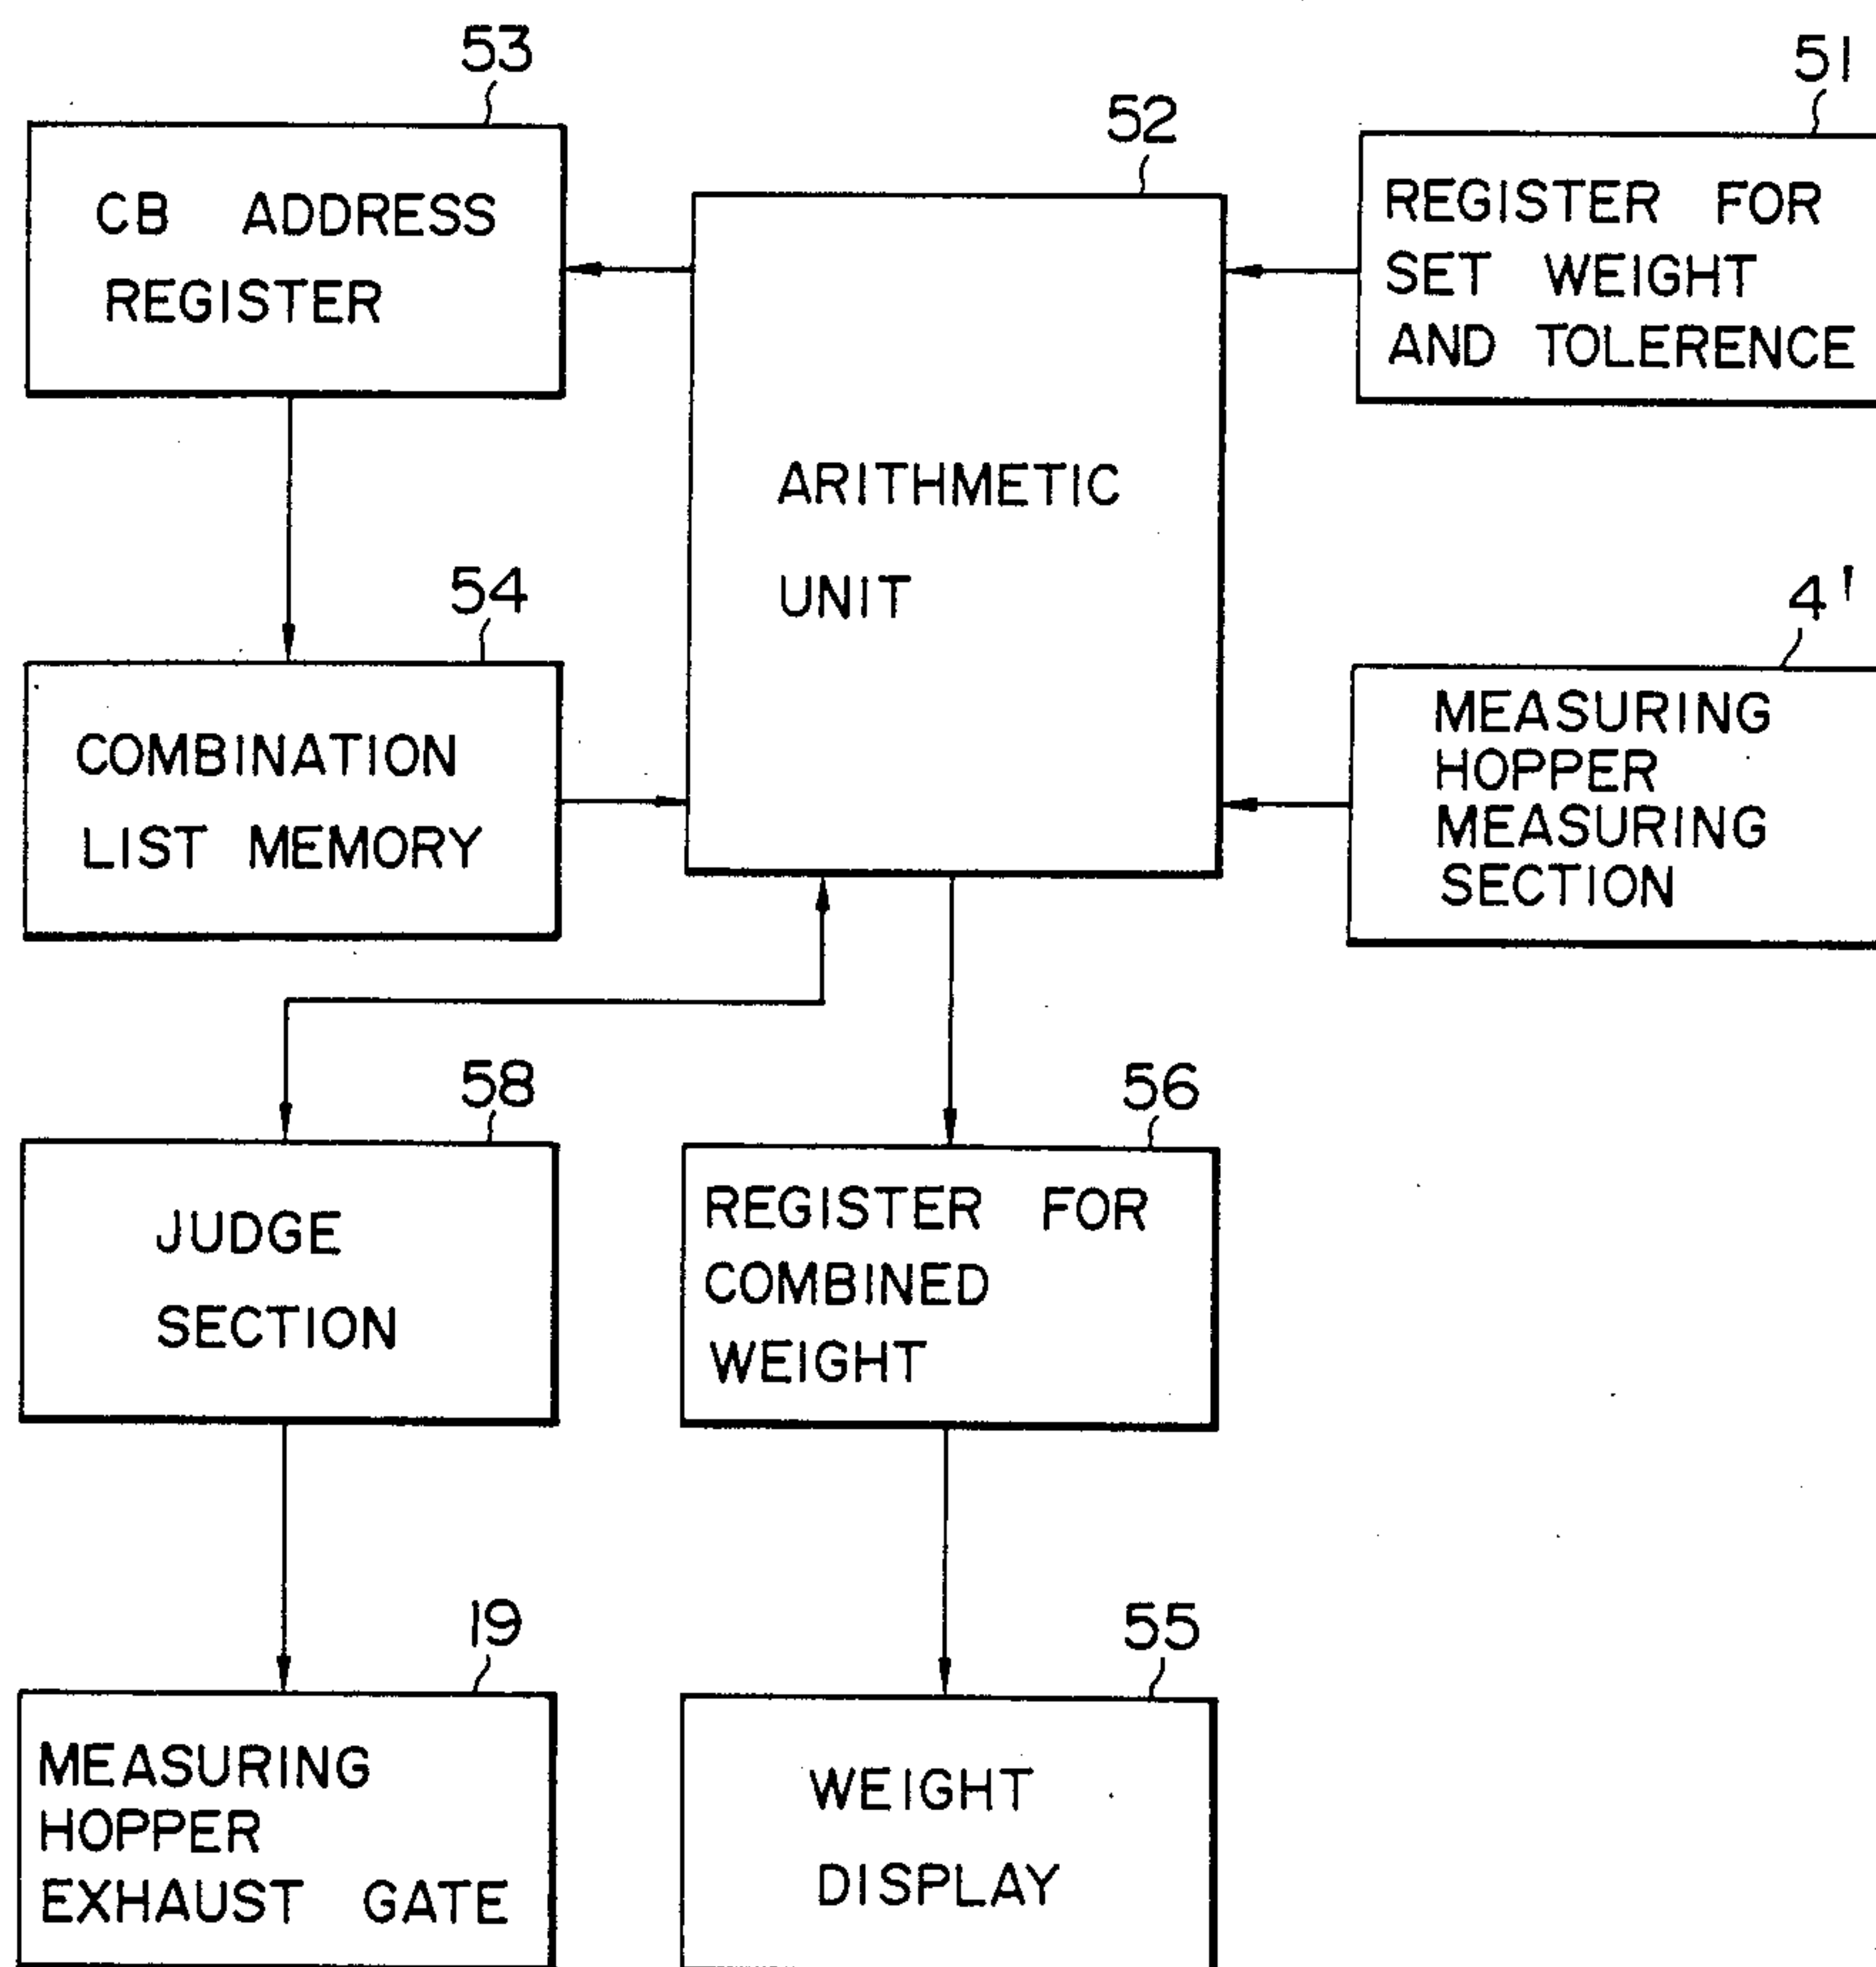 53
CB ADDRESS
REGISTER
52
ARITHMETIC
UNIT
51
REGISTER FOR
SET WEIGHT
AND TOLERENCE
54
COMBINATION
LIST MEMORY
4'
MEASURING
HOPPER
MEASURING
SECTION
58
JUDGE
SECTION
56
REGISTER FOR
COMBINED
WEIGHT
19
MEASURING
HOPPER
EXHAUST GATE
55
WEIGHT
DISPLAY